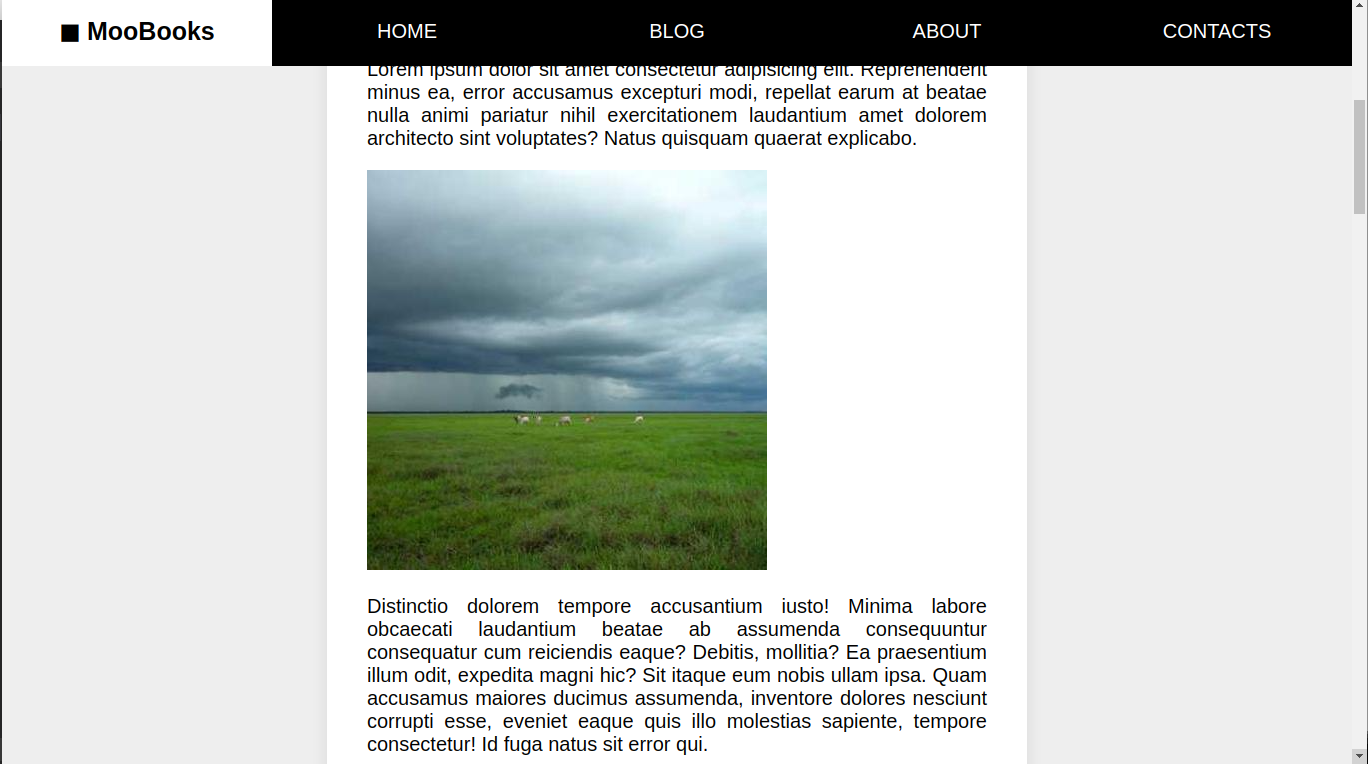 ■ MooBooks
HOME
BLOG
ABOUT
CONTACTS
Lorem ipsum dolor sit amet consectetur adipisicing elit. Reprehenderit
minus ea, error accusamus excepturi modi, repellat earum at beatae
nulla animi pariatur nihil exercitationem laudantium amet dolorem
architecto sint voluptates? Natus quisquam quaerat explicabo.
Distinctio dolorem tempore accusantium iusto! Minima labore
obcaecati laudantium beatae ab assumenda consequuntur
consequatur cum reiciendis eaque? Debitis, mollitia? Ea praesentium
illum odit, expedita magni hic? Sit itaque eum nobis ullam ipsa. Quam
accusamus maiores ducimus assumenda, inventore dolores nesciunt
corrupti esse, eveniet eaque quis illo molestias sapiente, tempore
consectetur! Id fuga natus sit error qui.